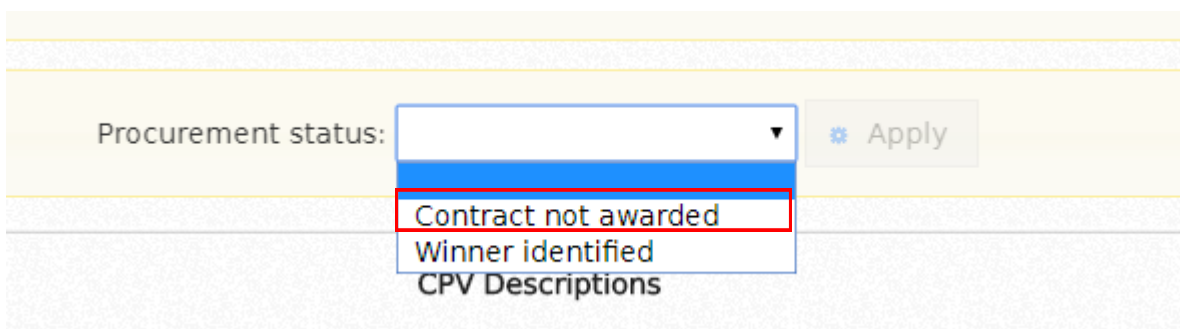 Procurement status:
Apply
Contract not awarded
Winner identified
CPV Descriptions